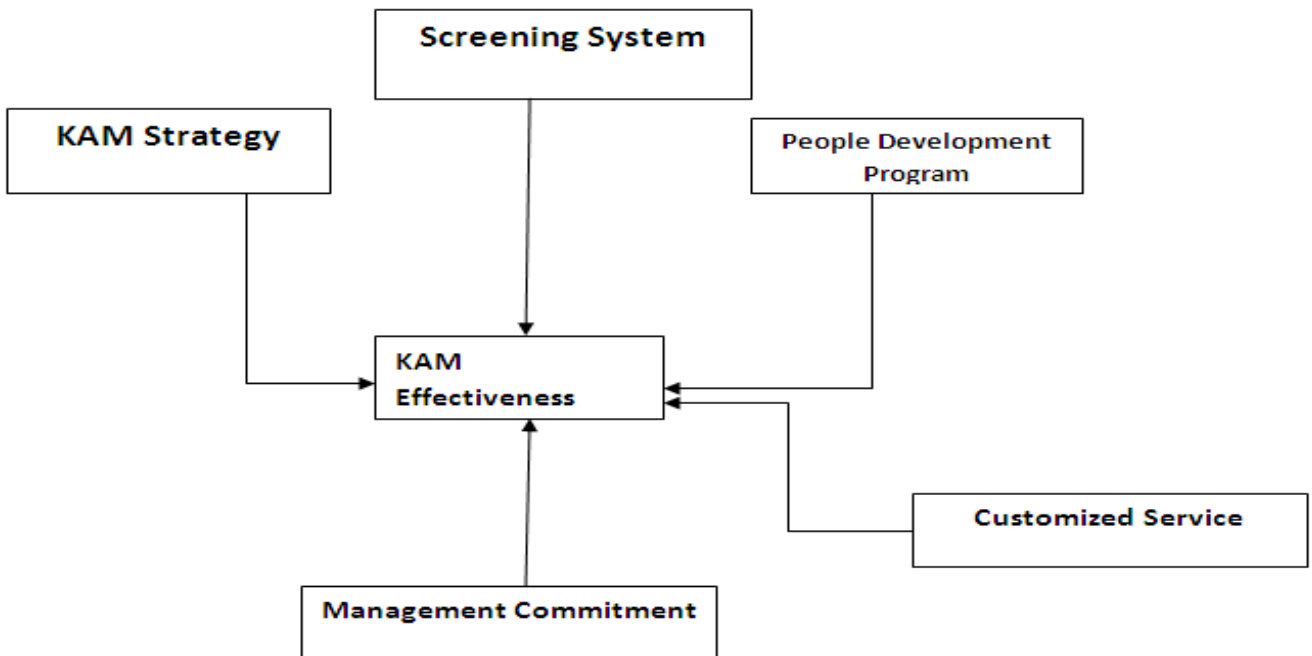 Screening System
KAM Strategy
People Development
Program
KAM
Effectiveness
Customized Service
Management Commitment